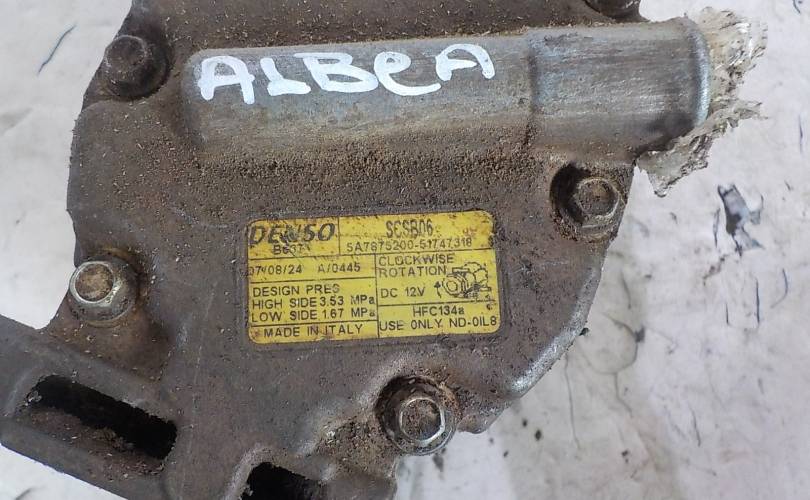 ALBeA
DENSO
SCSB06
5A7875200-51747318
07/08/24 A/0445
CLOCKWISE
ROTATION
DESIGN PRES
HIGH SIDE 3.53 MPa
LOW SIDE 1.67 MPa
DC 12V
HFC134a
MADE IN ITALY
USE ONLY ND-OIL8